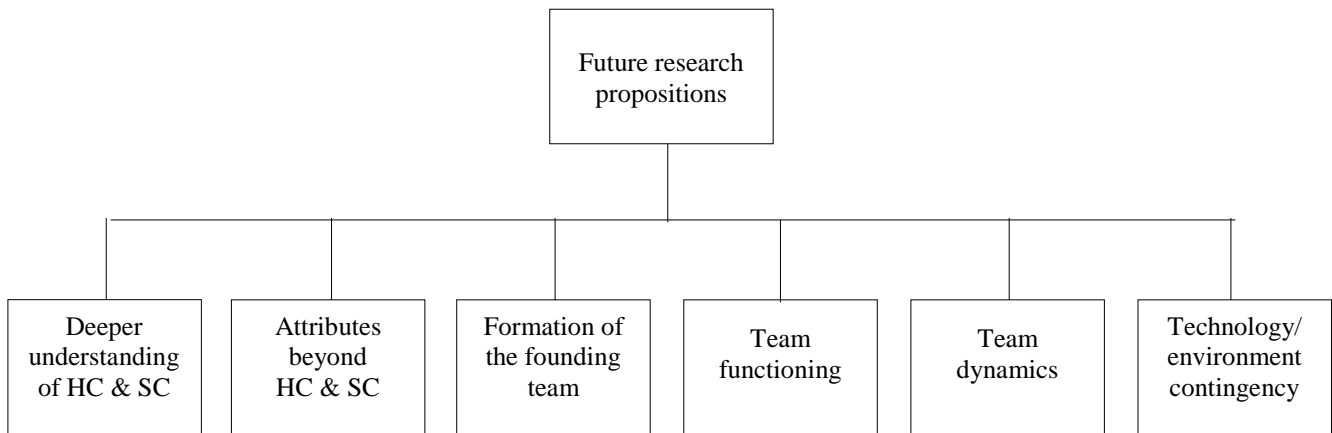 Future research
propositions
Deeper
understanding
of HC & SC
Attributes
beyond
HC & SC
Formation of
the founding
team
Team
functioning
Team
dynamics
Technology/
environment
contingency